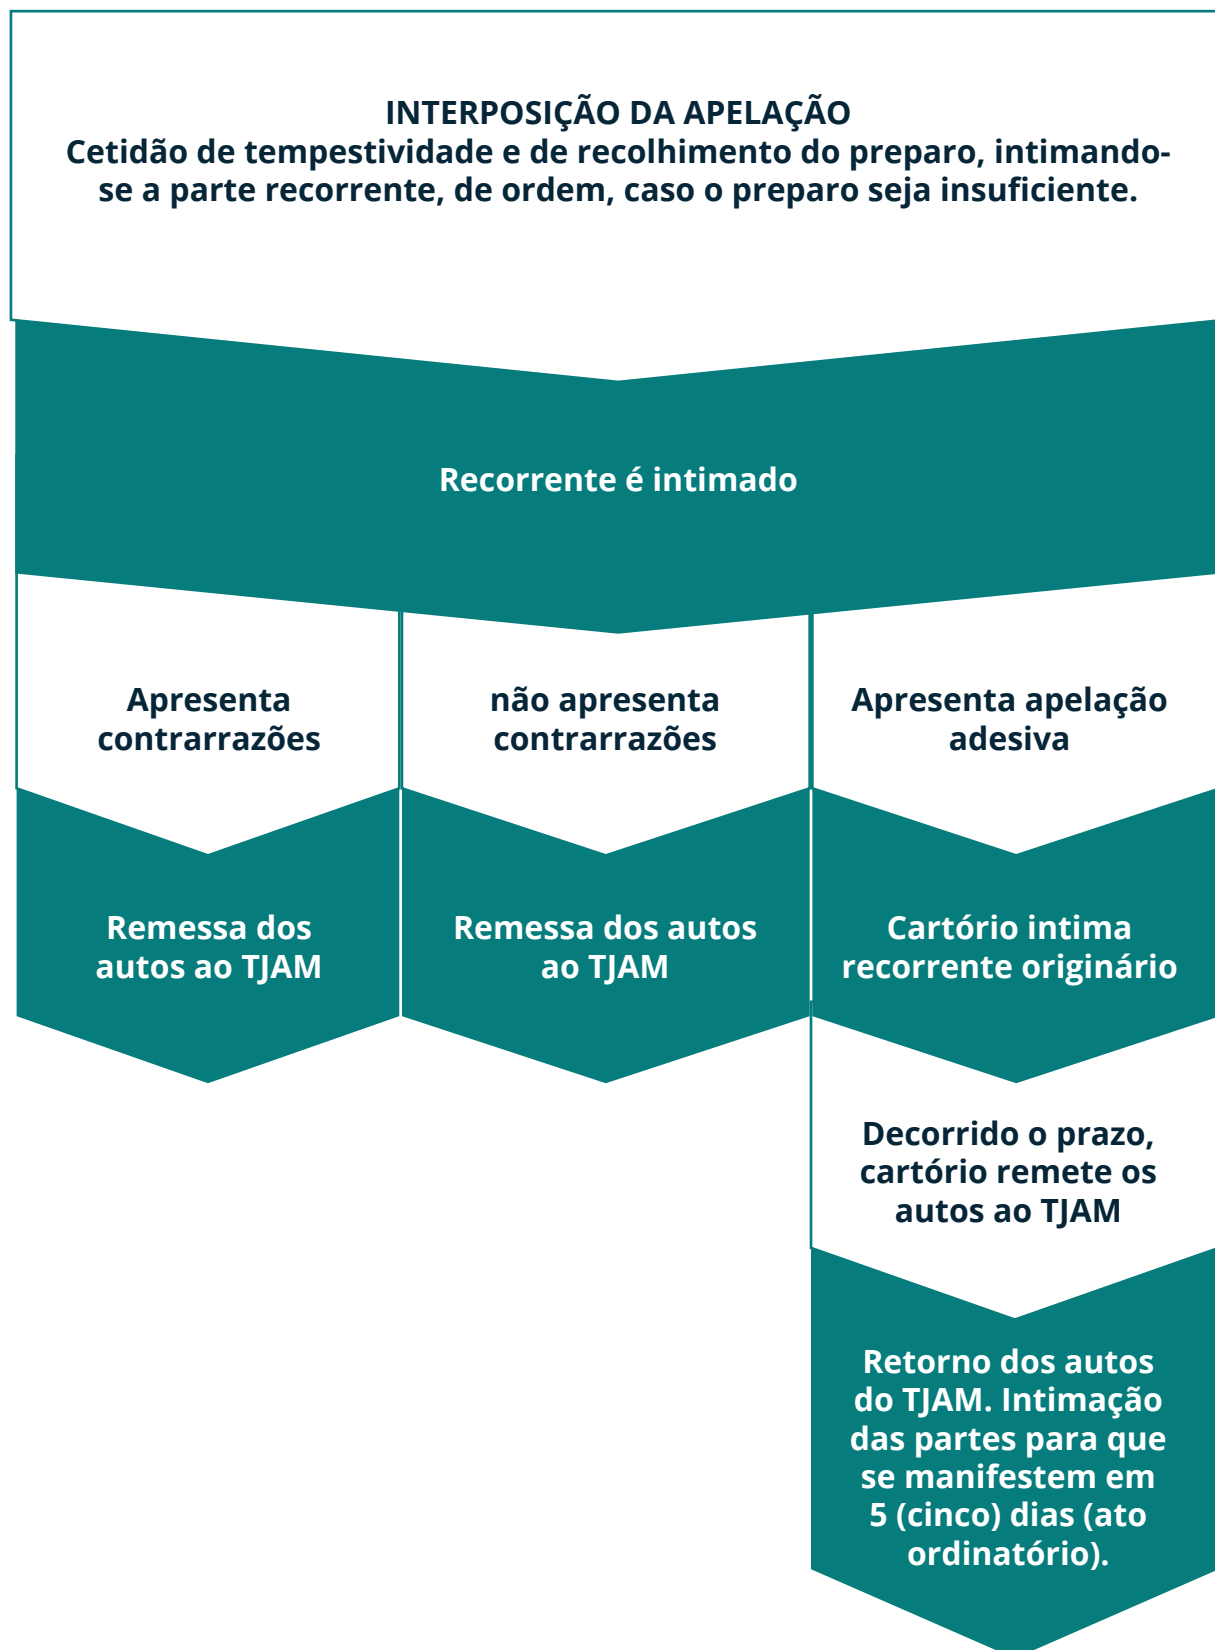 INTERPOSIÇÃO DA APELAÇÃO
Cetidão de tempestividade e de recolhimento do preparo, intimando-
se a parte recorrente, de ordem, caso o preparo seja insuficiente.
Recorrente é intimado
Apresenta
contrarrazões
não apresenta
contrarrazões
Apresenta apelação
adesiva
Remessa dos
autos ao TJAM
Remessa dos autos
ao TJAM
Cartório intima
recorrente originário
Decorrido o prazo,
cartório remete os
autos ao TJAM
Retorno dos autos
do TJAM. Intimação
das partes para que
se manifestem em
5 (cinco) dias (ato
ordinatório).